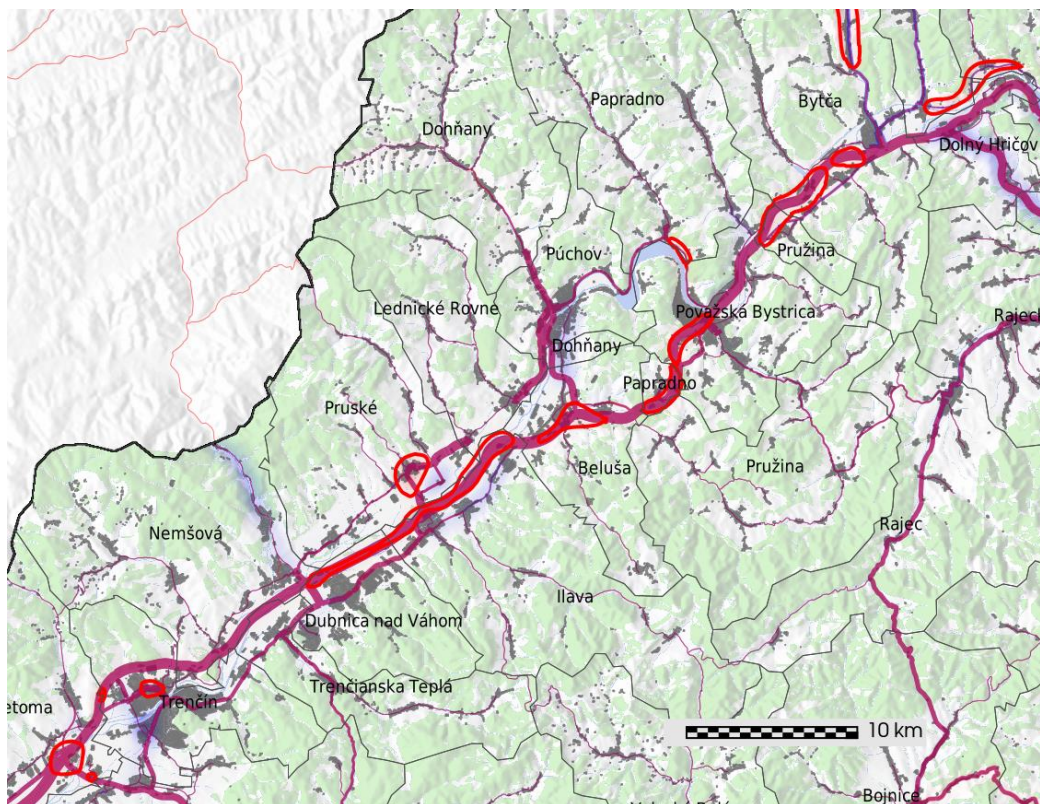 Papradno
Bytča
Dohňany
Dolný Hričov
Púchov
Pružina
Lednické Rovne
Považská Bystrica
Rajeck
Dohňany
Papradno
Pruské
Beluša
Pružina
Rajec
Nemšová
Ilava
Dubnica nad Váhom
Trenčianska Teplá
Trenčín
etoma
10 km
Bojnice